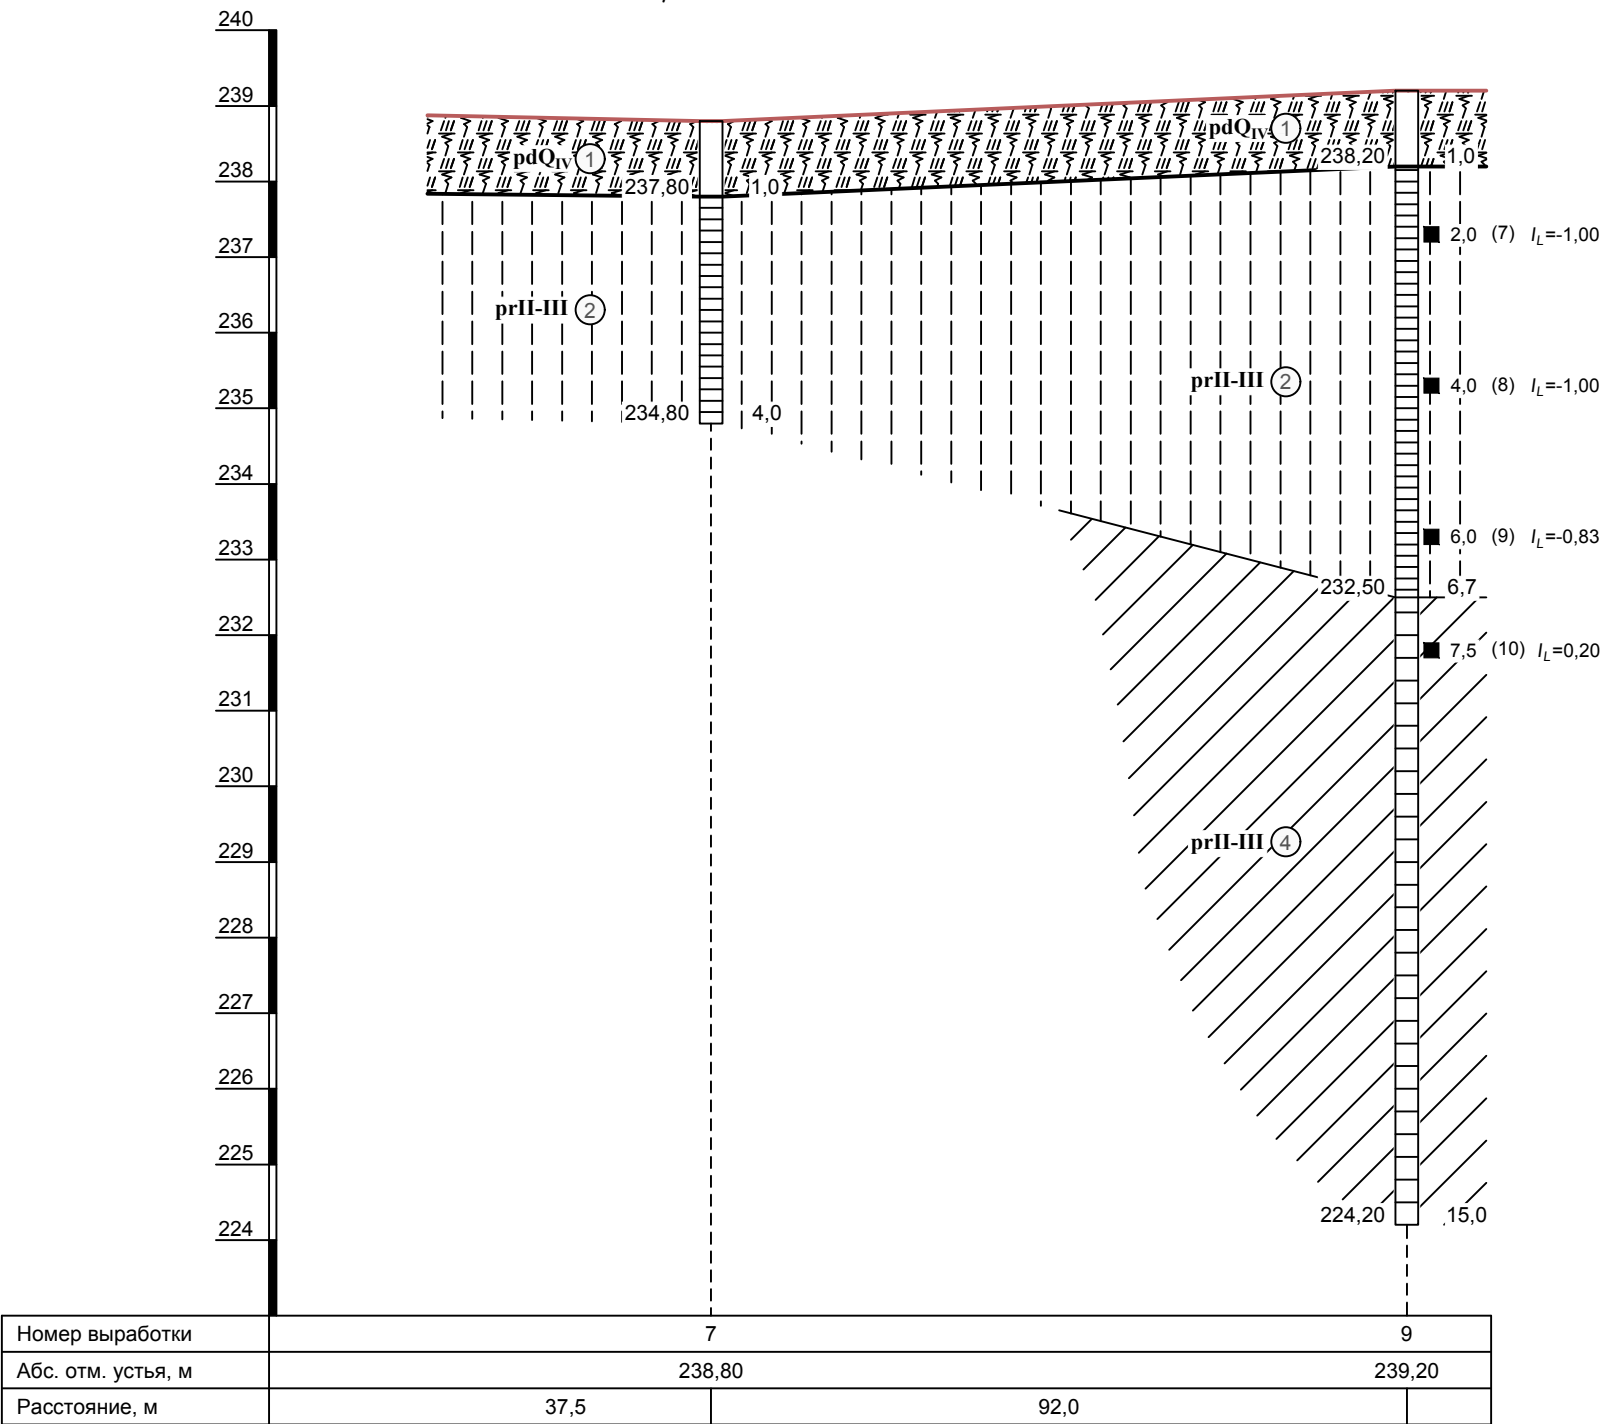 240
239
238
237
236
235
234
233
232
231
230
229
228
227
226
225
224
pdQIV 1
237,80 1,0
pdQIV 1
238,20 1,0
prII-III 2
234,80 4,0
prII-III 2
232,50 6,7
prII-III 4
224,20 15,0
2,0 (7) IL=-1,00
4,0 (8) IL=-1,00
6,0 (9) IL=-0,83
7,5 (10) IL=0,20
Номер выработки 7 9
Абс. отм. устья, м 238,80 239,20
Расстояние, м 37,5 92,0